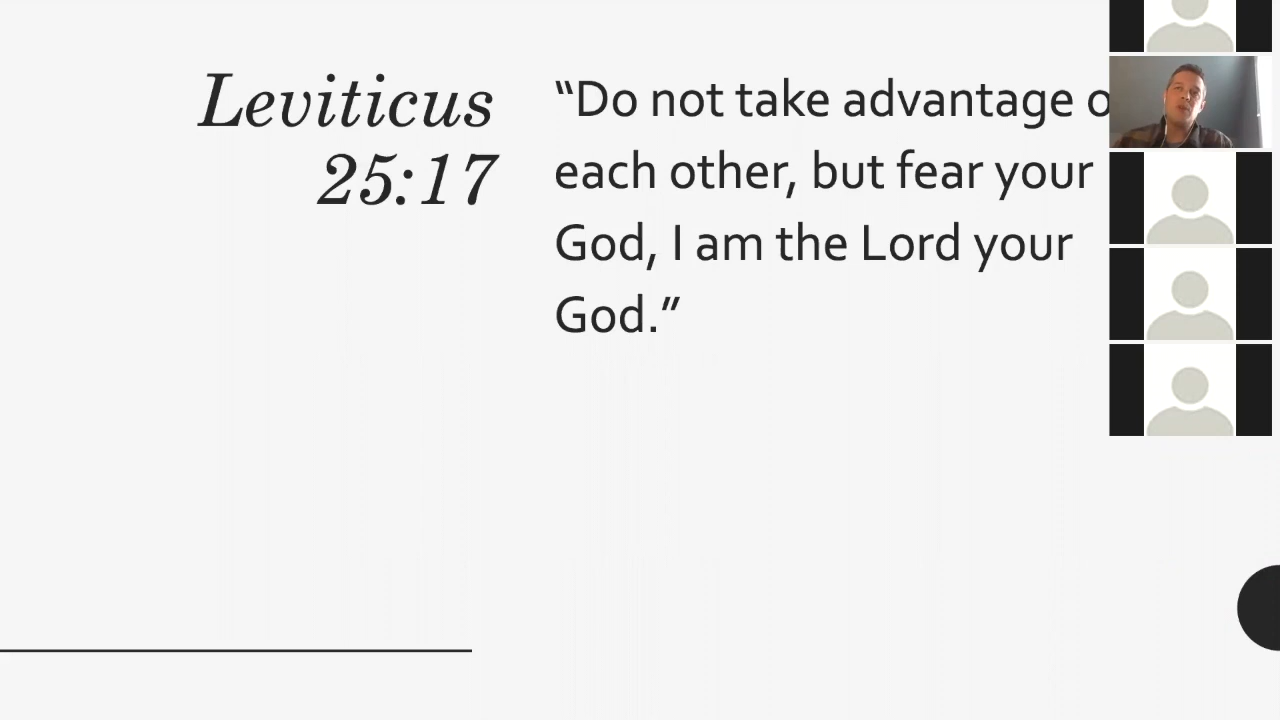 Leviticus
25:17
“Do not take advantage
each other, but fear your
God, I am the Lord your
God.”